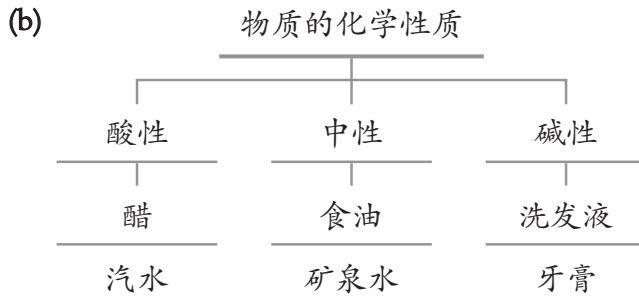 (b) 物质的化学性质
酸性 中性 碱性
醋 食油 洗发液
汽水 矿泉水 牙膏